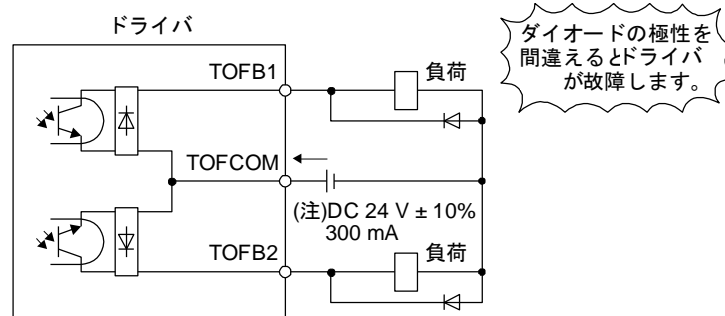 ドライバ
ダイオードの極性を
間違えるとドライバ
が故障します。
TOFB1
負荷
TOFCOM
(注)DC 24 V ± 10%
300 mA
TOFB2
負荷